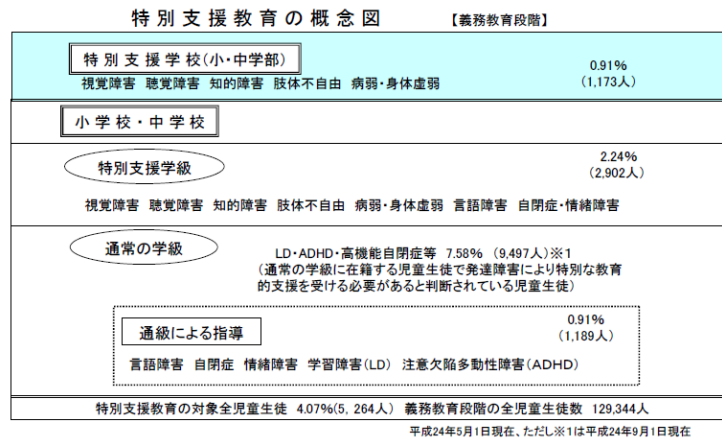 特別支援教育の概念図 【義務教育段階】
特別支援学校(小・中学部)
0.91%
視覚障害 聴覚障害 知的障害 肢体不自由 病弱・身体虚弱
(1,173人)
小学校・中学校
特別支援学級
2.24%
(2,902人)
視覚障害 聴覚障害 知的障害 肢体不自由 病弱・身体虚弱 言語障害 自閉症・情緒障害
通常の学級
LD・ADHD・高機能自閉症等 7.58% (9,497人)※1
(通常の学級に在籍する児童生徒で発達障害により特別な教育
的支援を受ける必要があると判断されている児童生徒)
通級による指導
0.91%
(1,189人)
言語障害 自閉症 情緒障害 学習障害(LD) 注意欠陥多動性障害(ADHD)
特別支援教育の対象全児童生徒 4.07%(5, 264人) 義務教育段階の全児童生徒数 129,344人
平成24年5月1日現在、ただし※1は平成24年9月1日現在